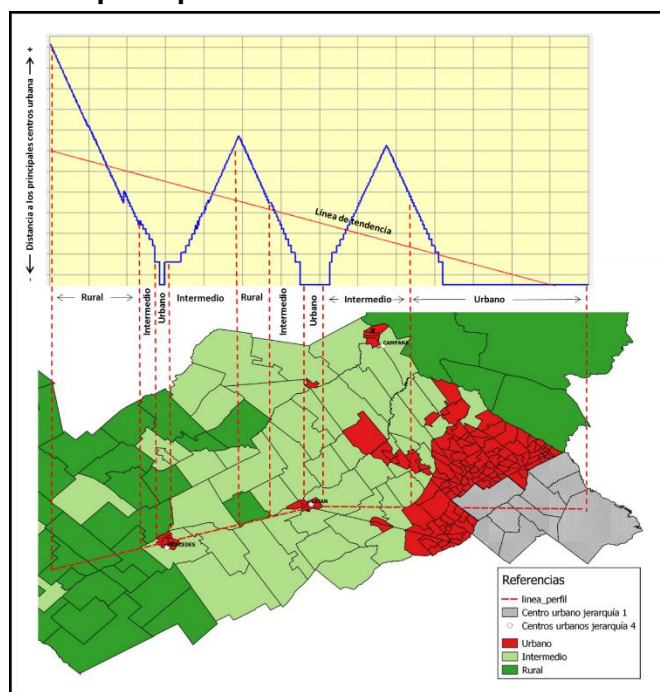 - ← Distancia a los principales centros urbana → +
Línea de tendencia
Rural
Intermedio
Urbano
Intermedio
Rural
Intermedio
Urbano
Intermedio
Urbano
CAMPANA
MERCEDES
Referencias
linea_perfil
Centro urbano jerarquía 1
Centros urbanos jerarquía 4
Urbano
Intermedio
Rural